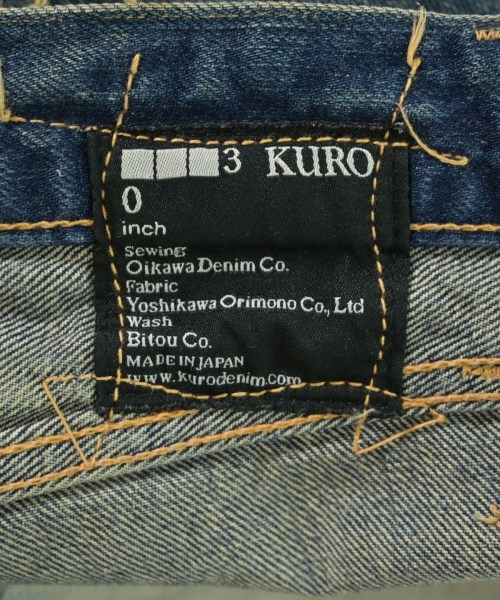 3 KURO
0
inch
Sewing
Oikawa Denim Co.
Fabric
Yoshikawa Orimono Co., Ltd
Wash
Bitou Co.
MADE IN JAPAN
www.kurodenim.com